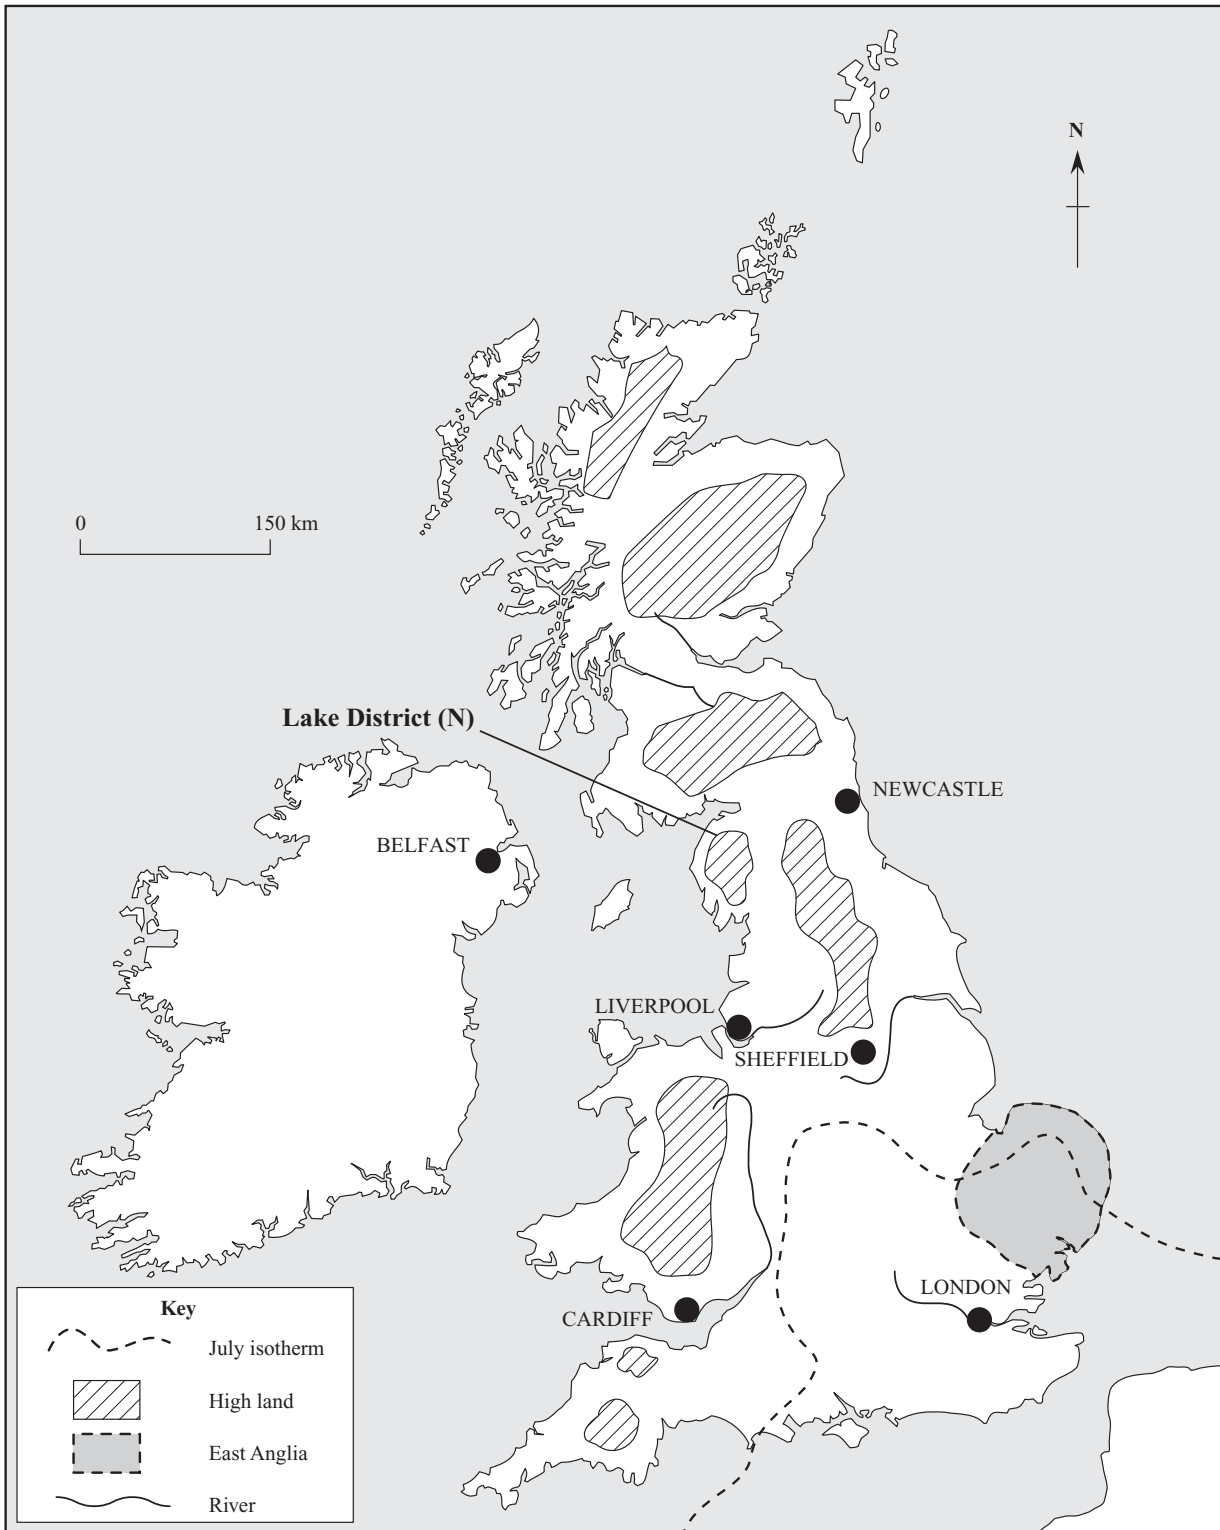 N
0 150 km
Lake District (N)
NEWCASTLE
BELFAST
LIVERPOOL
SHEFFIELD
LONDON
CARDIFF
Key
July isotherm
High land
East Anglia
River